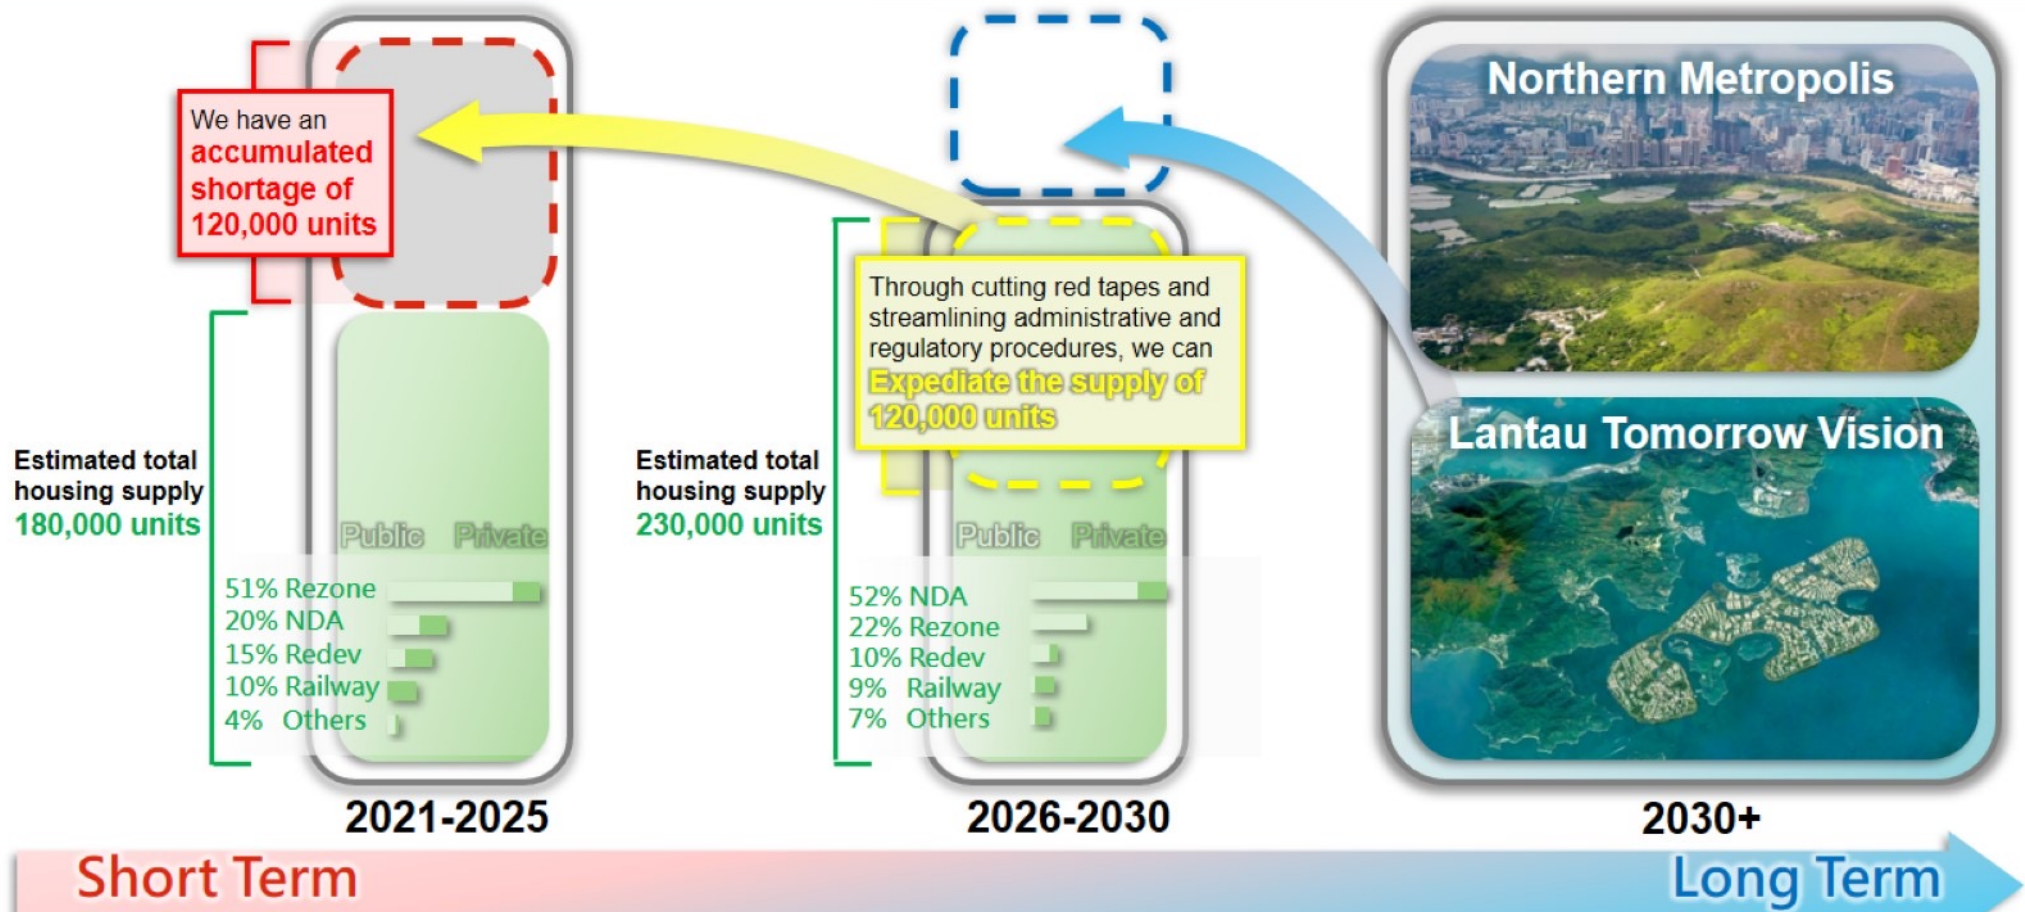 We have an
accumulated
shortage of
120,000 units
Estimated total
housing supply
180,000 units
Public Private
51% Rezone
20% NDA
15% Redev
10% Railway
4% Others
2021-2025
Through cutting red tapes and
streamlining administrative and
regulatory procedures, we can
Expediate the supply of
120,000 units
Estimated total
housing supply
230,000 units
Public Private
52% NDA
22% Rezone
10% Redev
9% Railway
7% Others
2026-2030
Northern Metropolis
Lantau Tomorrow Vision
2030+
Short Term
Long Term